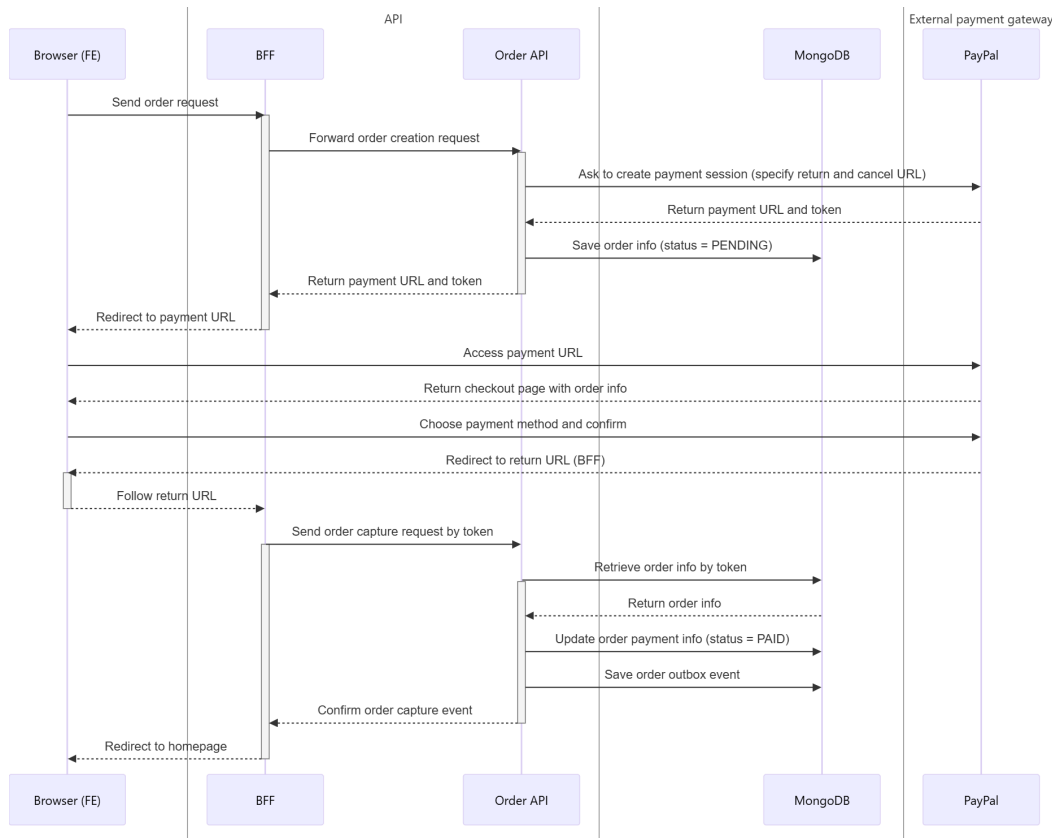 API
External payment gateway
Browser (FE)
BFF
Order API
MongoDB
PayPal
Send order request
Forward order creation request
Ask to create payment session (specify return and cancel URL)
Return payment URL and token
Save order info (status = PENDING)
Return payment URL and token
Redirect to payment URL
Access payment URL
Return checkout page with order info
Choose payment method and confirm
Redirect to return URL (BFF)
Follow return URL
Send order capture request by token
Retrieve order info by token
Return order info
Update order payment info (status = PAID)
Save order outbox event
Confirm order capture event
Redirect to homepage
Browser (FE)
BFF
Order API
MongoDB
PayPal